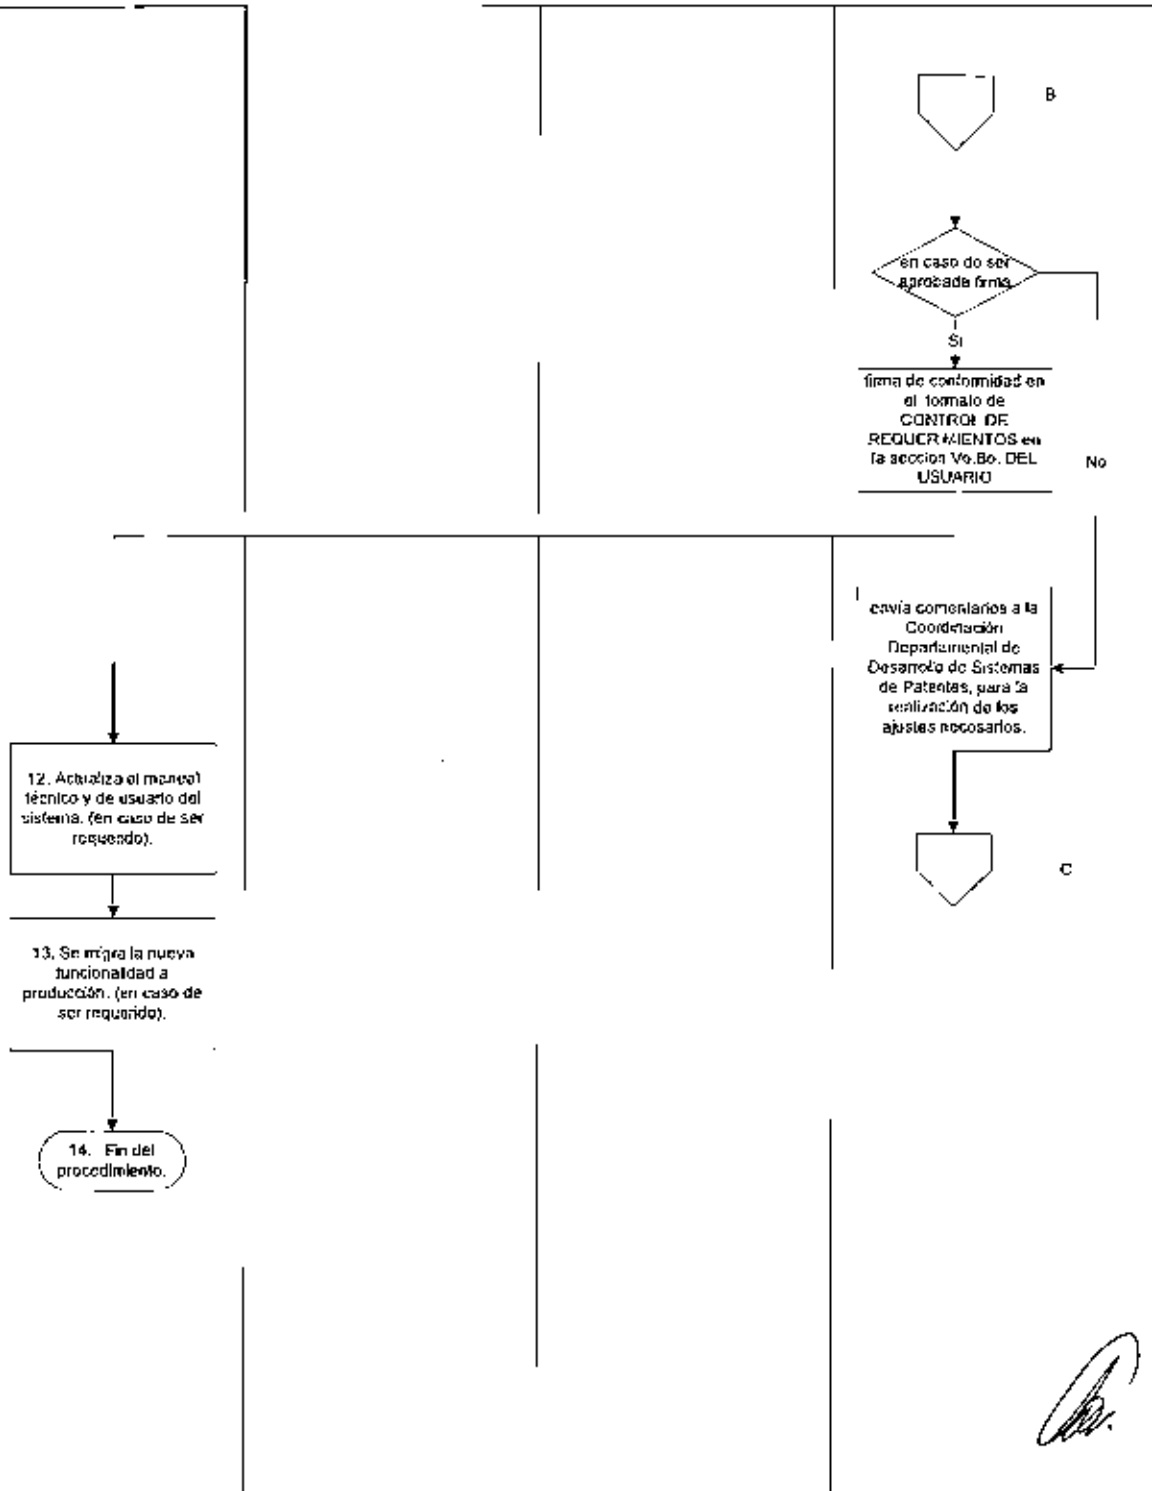 B
en caso de ser
aprobada firma
Si
firma de conformidad en
el formato de
CONTROL DE
REQUERIMIENTOS en
la sección Vo.Bo. DEL
USUARIO
No
envía comentarios a la
Coordinación
Departamental de
Desarrollo de Sistemas
de Patentes, para la
realización de los
ajustes necesarios.
C
12. Actualiza el manual
técnico y de usuario del
sistema. (en caso de ser
requerido).
13. Se migra la nueva
funcionalidad a
producción. (en caso de
ser requerido).
14. Fin del
procedimiento.